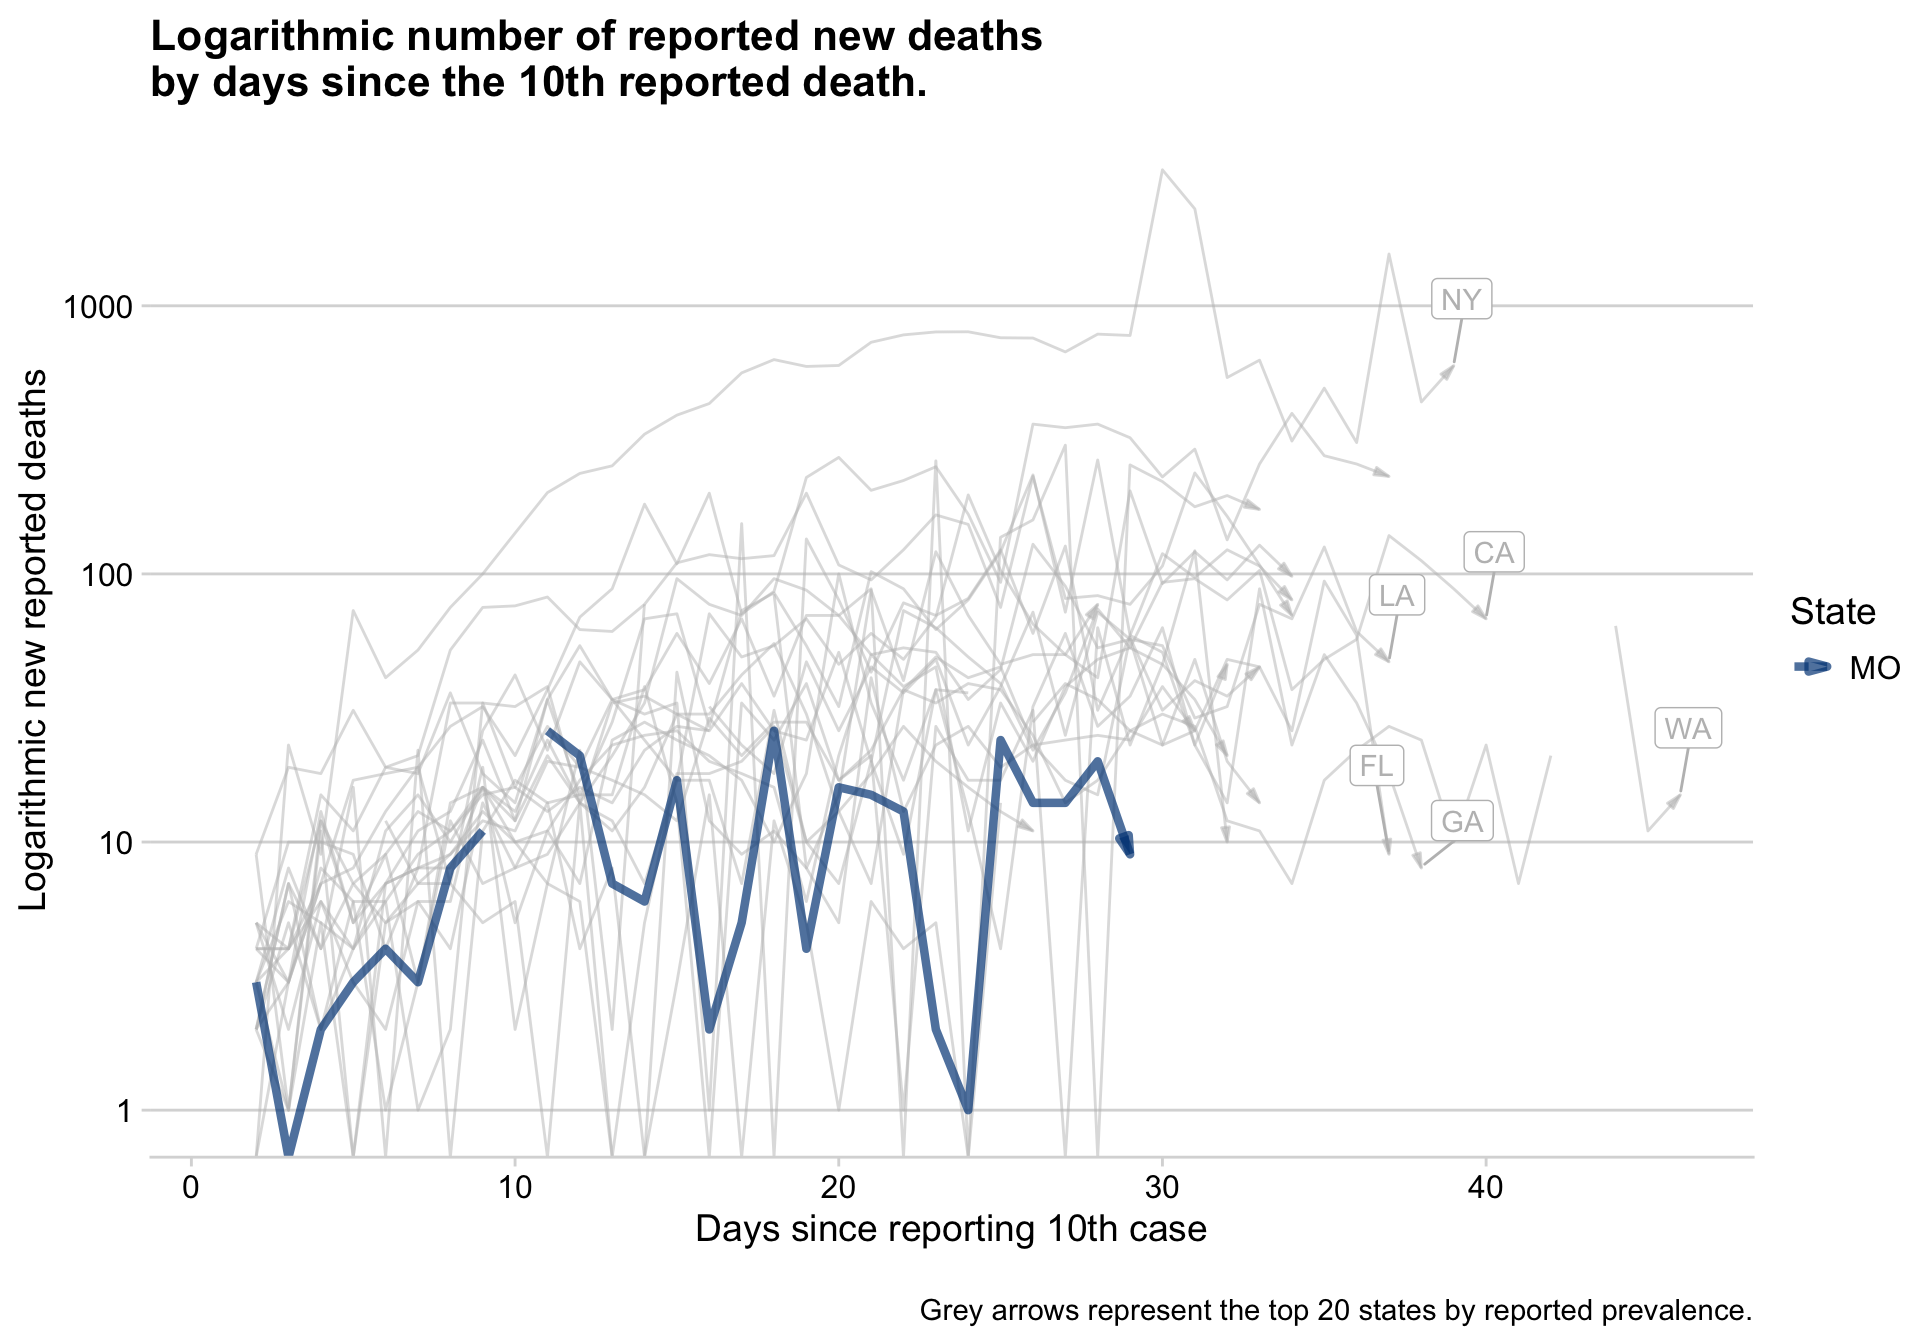 Logarithmic number of reported new deaths
by days since the 10th reported death.
Logarithmic new reported deaths
1000
100
10
1
NY
CA
LA
WA
FL
GA
State
MO
0 10 20 30 40
Days since reporting 10th case
Grey arrows represent the top 20 states by reported prevalence.